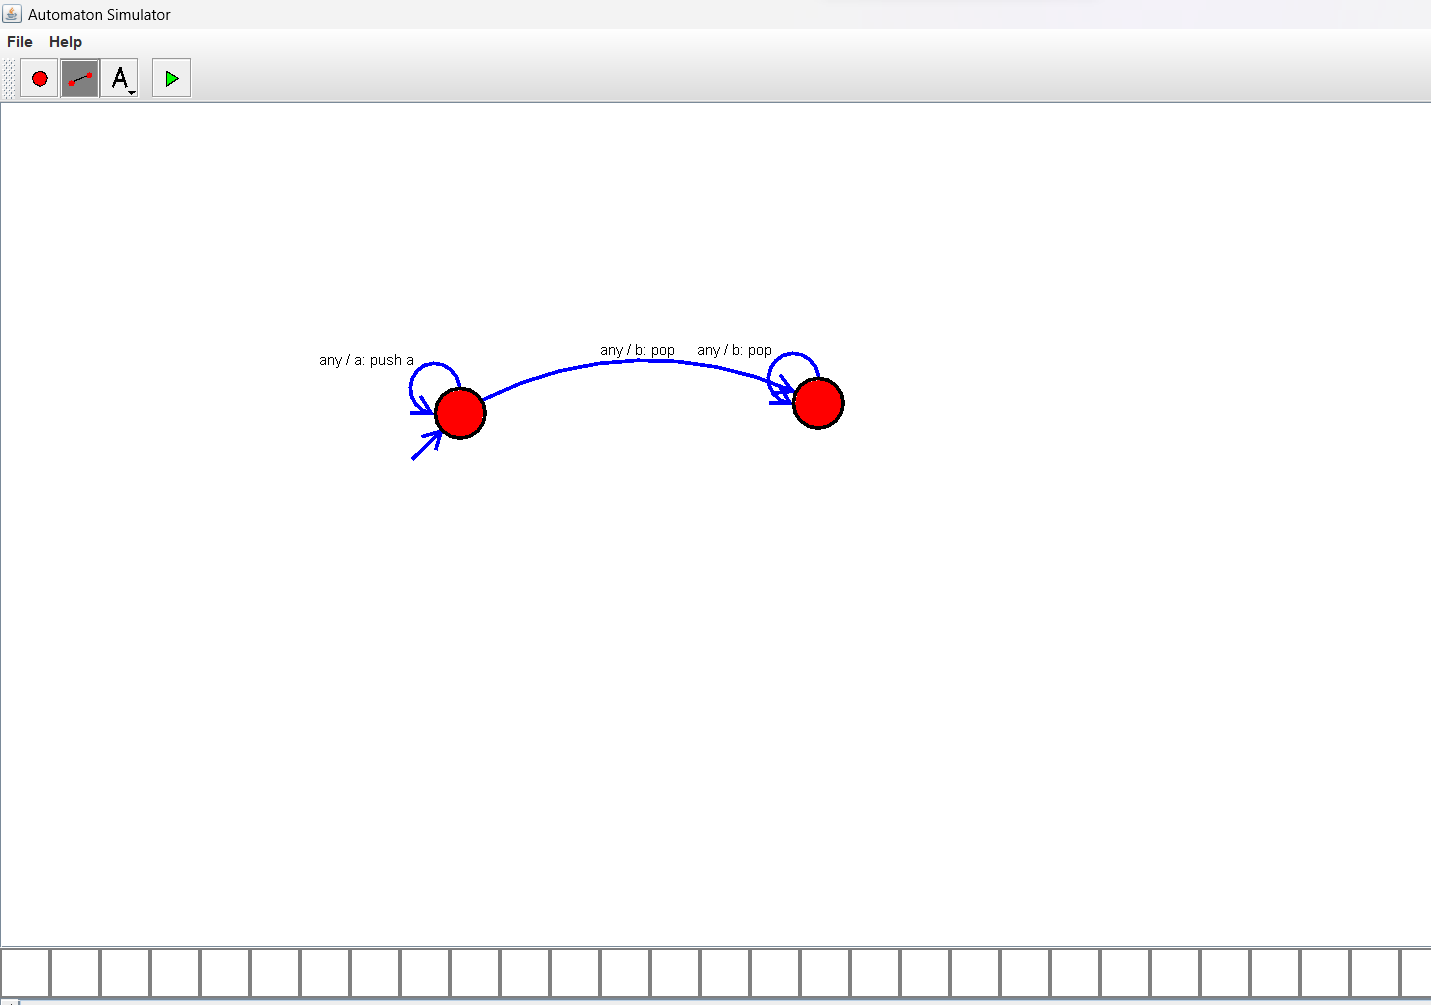 Automaton Simulator
File Help
A
any / a: push a
any / b: pop
any / b: pop